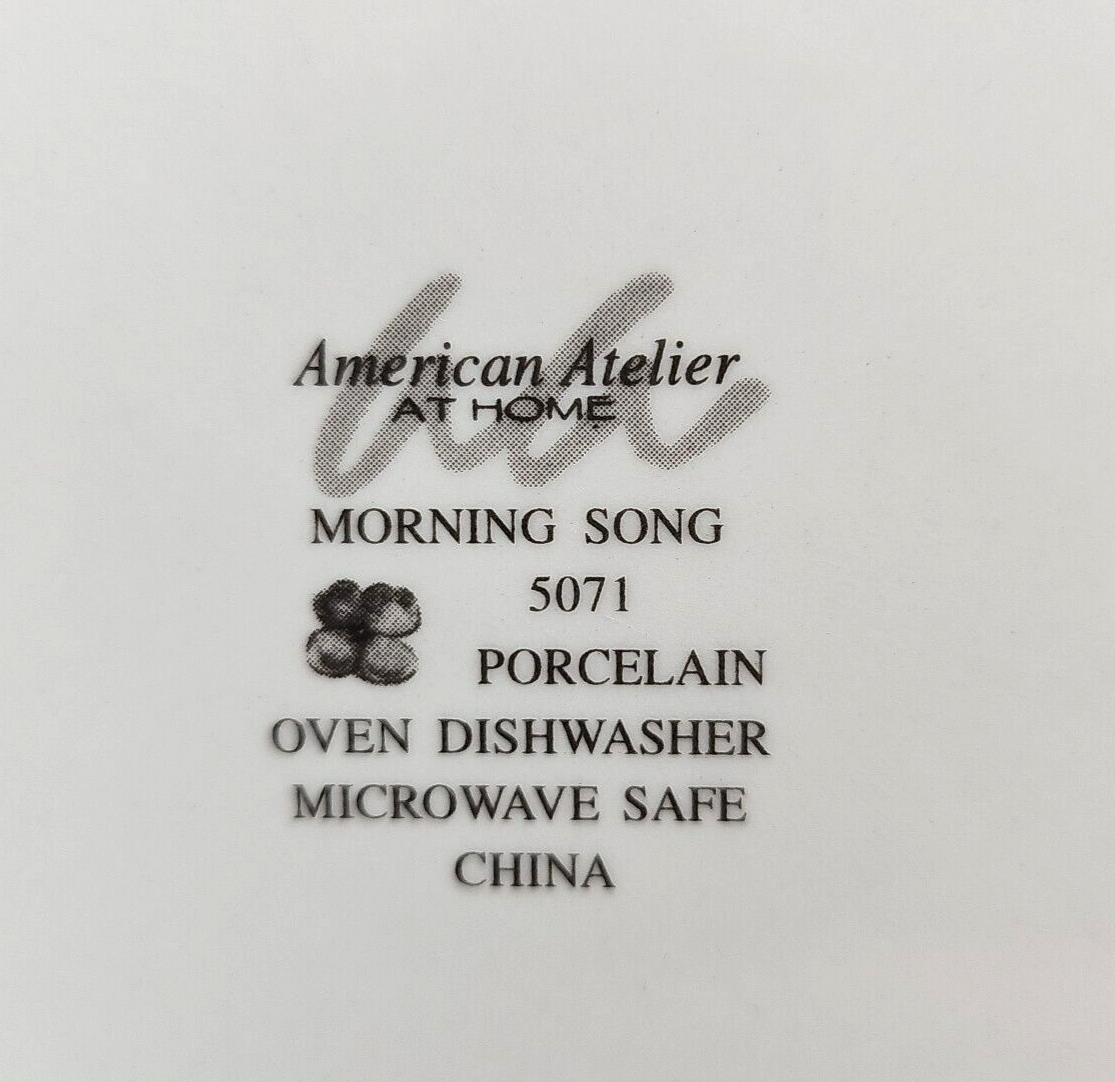 American Atelier
AT HOME
MORNING SONG
5071
PORCELAIN
OVEN DISHWASHER
MICROWAVE SAFE
CHINA